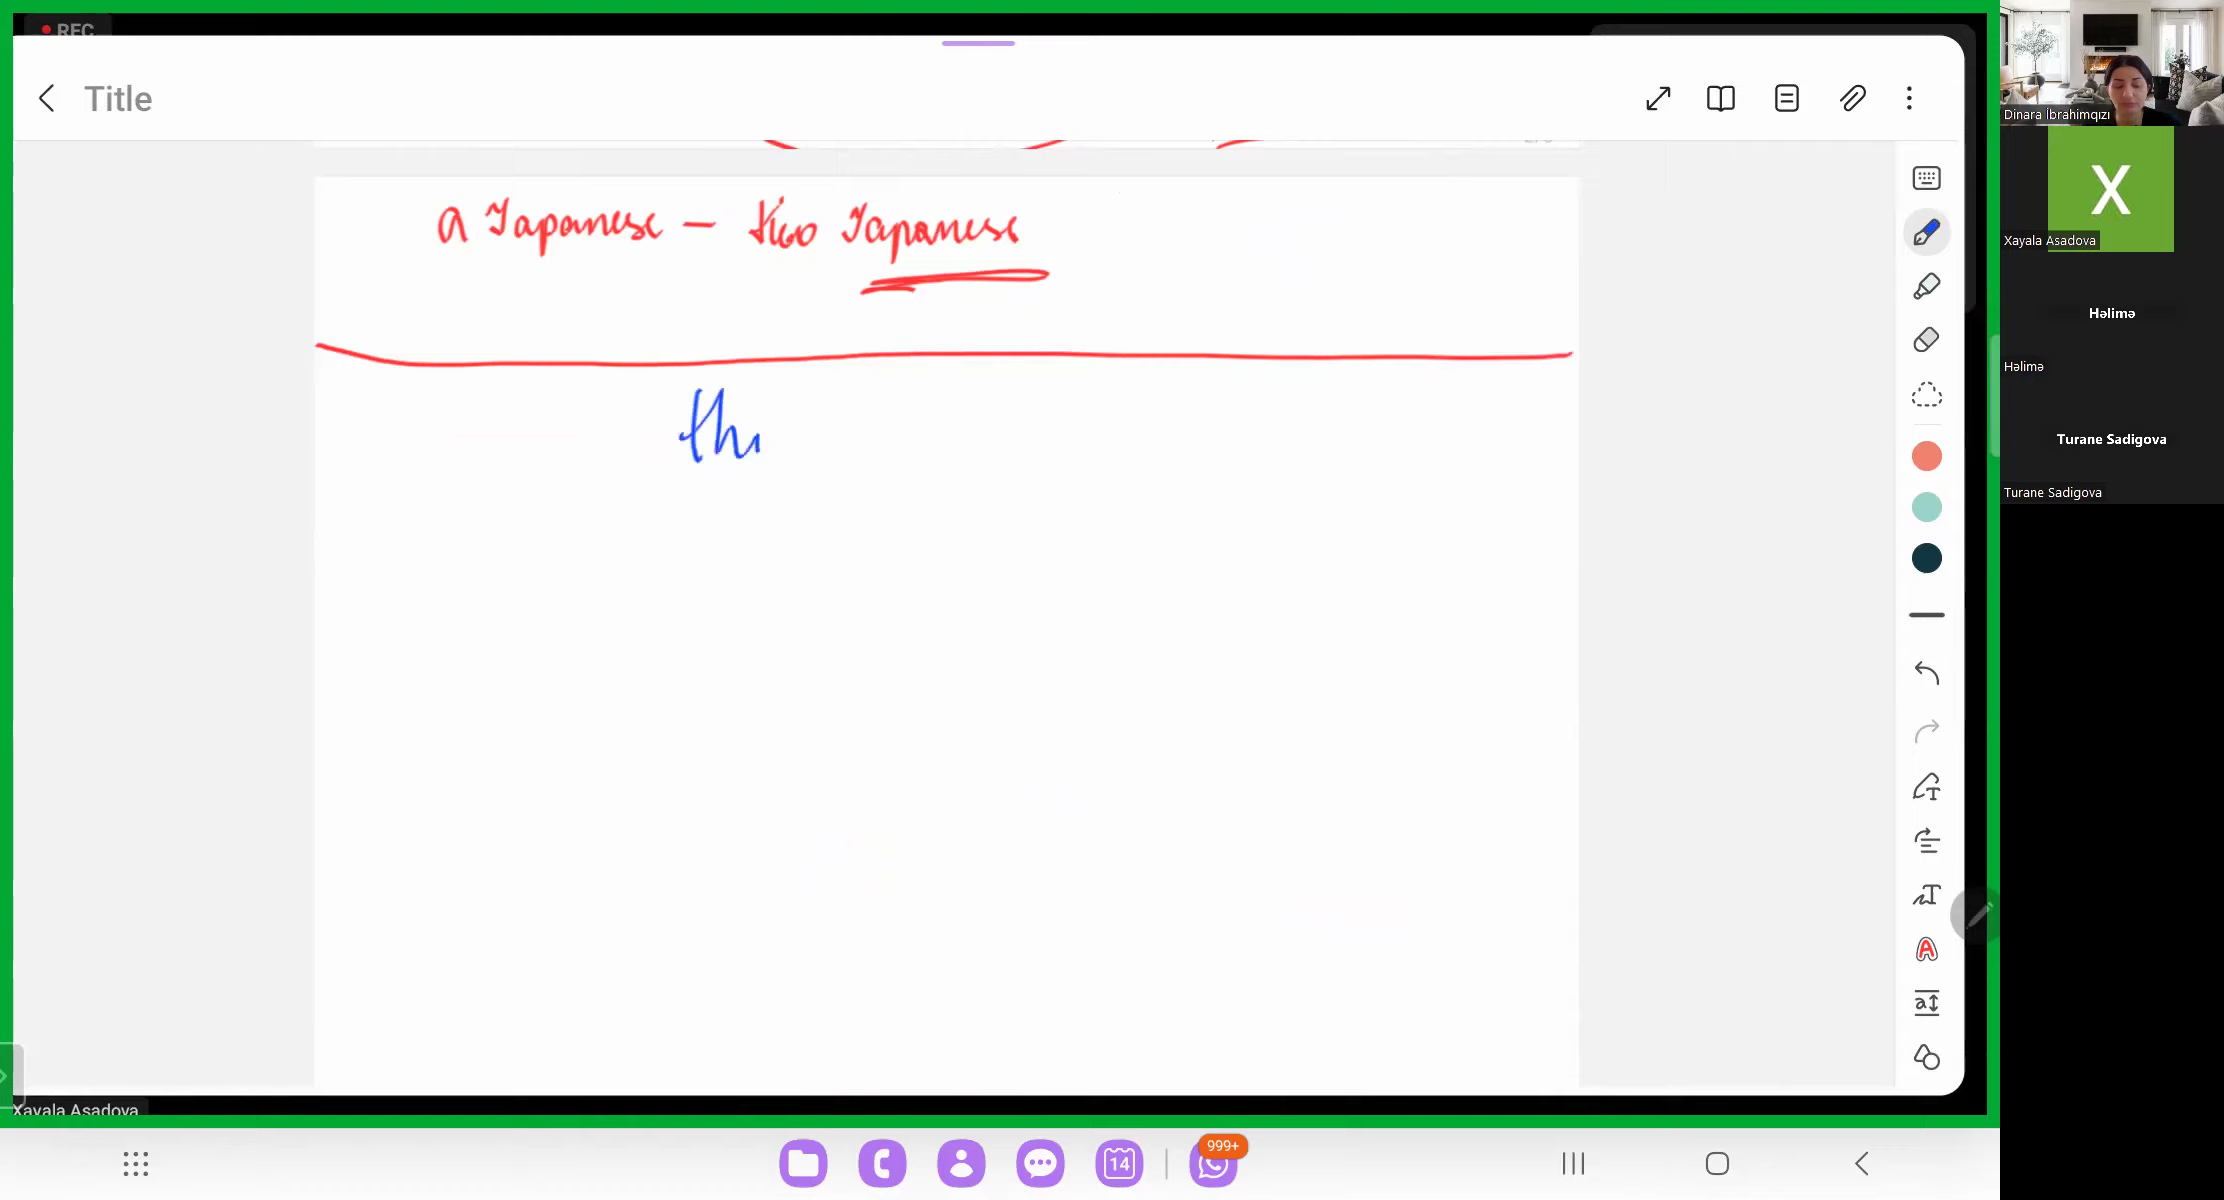 REC
Title
a Japanese - two Japanese
thi
Dinara İbrahimqızı
X
Xayala Asadova
Həlimə
Həlimə
Turane Sadigova
Turane Sadigova
A
Xayala Asadova
14
999+